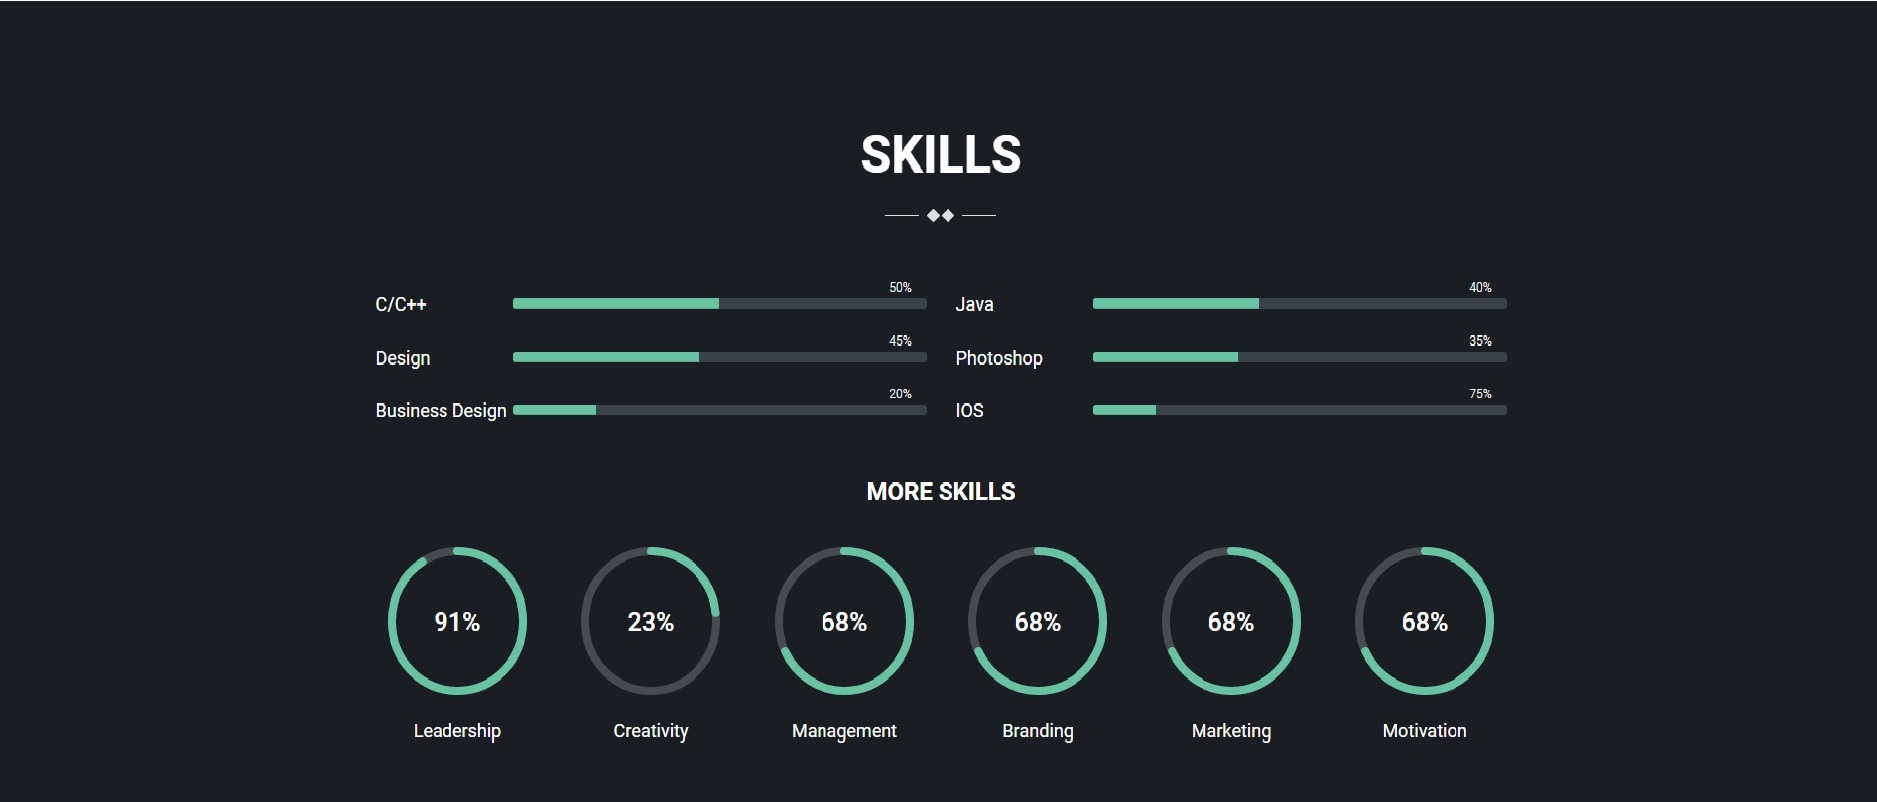 SKILLS
50%
C/C++
40%
Java
45%
Design
35%
Photoshop
20%
Business Design
75%
IOS
MORE SKILLS
91%
23%
68%
68%
68%
68%
Leadership
Creativity
Management
Branding
Marketing
Motivation